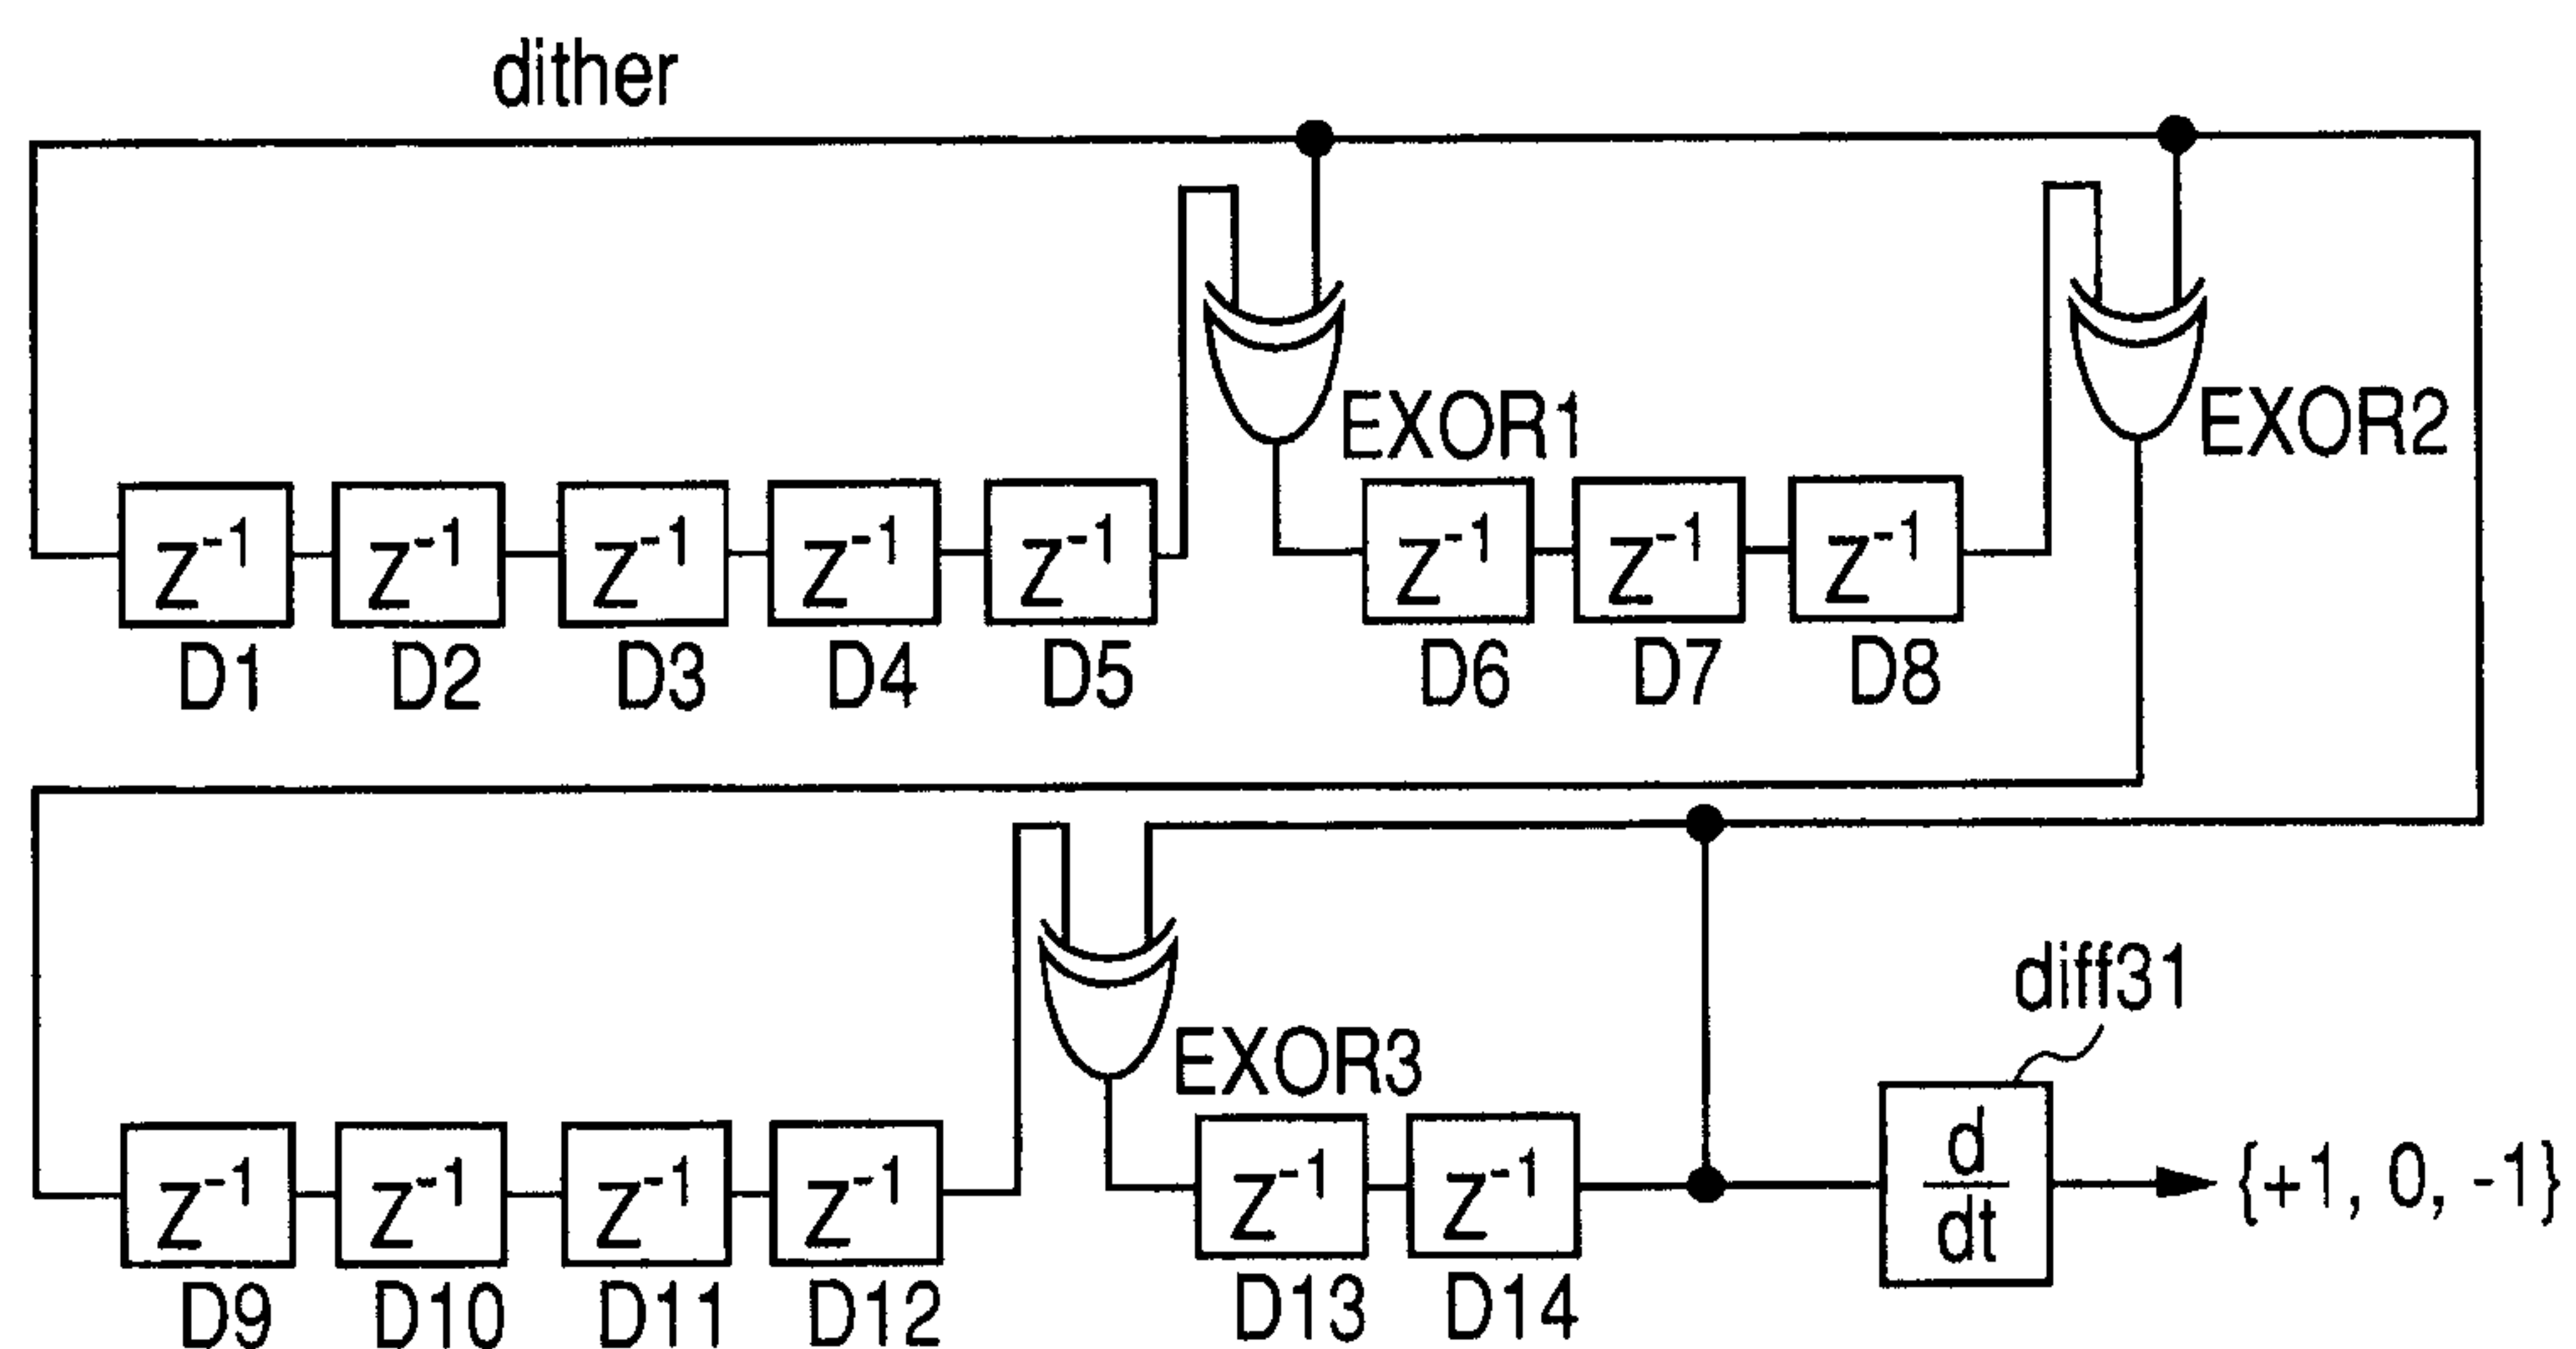 dither
EXOR1
EXOR2
z⁻¹ z⁻¹ z⁻¹ z⁻¹ z⁻¹ z⁻¹ z⁻¹ z⁻¹
D1 D2 D3 D4 D5 D6 D7 D8
diff31
EXOR3
z⁻¹ z⁻¹ z⁻¹ z⁻¹ z⁻¹ z⁻¹
d
dt
{+1, 0, -1}
D9 D10 D11 D12 D13 D14